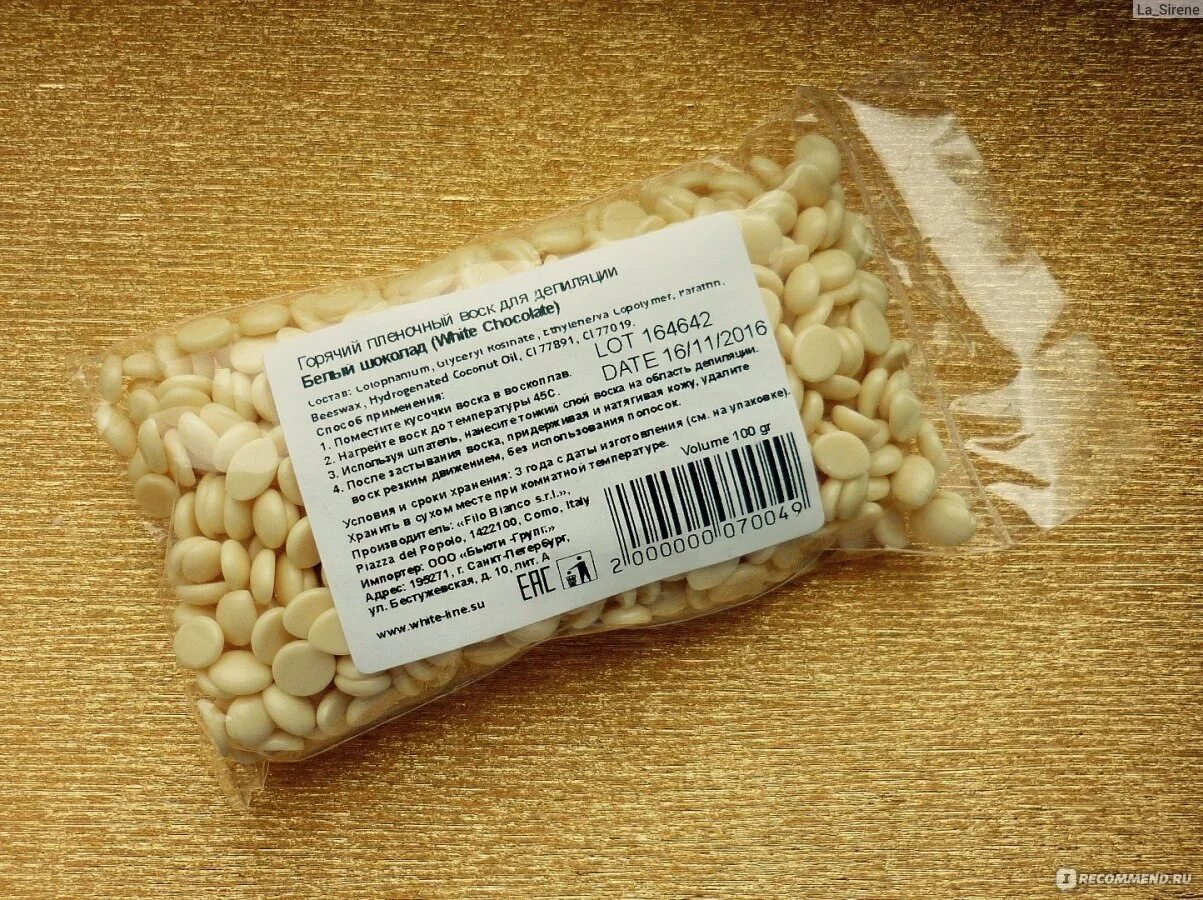 La_Sirene
Горячий пленочный воск для депиляции
Белый шоколад (White Chocolate)
Состав: Colophanium, Glyceryl Rosinate, Ethylene/va Copolymer, Paraffin,
Beeswax, Hydrogenated Coconut Oil, CI 77891, CI 77019.
Способ применения:
LOT 164642
DATE 16/11/2016
1. Поместите кусочки воска в воскоплав.
2. Нагрейте воск до температуры 45С.
3. Используя шпатель, нанесите тонкий слой воска на область депиляции.
4. После застывания воска, придерживая и натягивая кожу, удалите
воск резким движением, без использования полосок.
Условия и сроки хранения: 3 года с даты изготовления (см. на упаковке).
Хранить в сухом месте при комнатной температуре.
Volume 100 gr
Производитель: «Filo Bianco s.r.l.»,
Piazza del Popolo, 1422100, Como, Italy
Импортер: ООО «Бьюти -Групп»
Адрес: 195271, г. Санкт-Петербург,
ул. Бестужевская, д. 10, лит. А
EAC
www.white-line.su
2 000000 070049
IRECOMMEND.RU